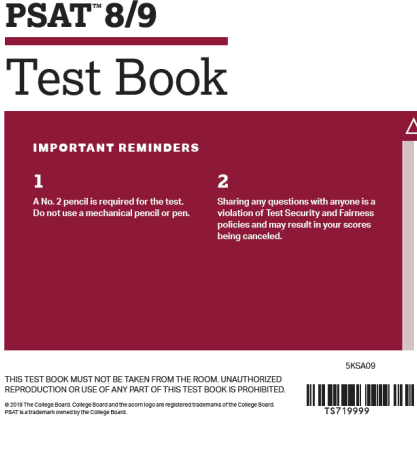 PSAT™ 8/9
Test Book
IMPORTANT REMINDERS
1
A No. 2 pencil is required for the test.
Do not use a mechanical pencil or pen.
2
Sharing any questions with anyone is a
violation of Test Security and Fairness
policies and may result in your scores
being canceled.
5KSA09
THIS TEST BOOK MUST NOT BE TAKEN FROM THE ROOM. UNAUTHORIZED
REPRODUCTION OR USE OF ANY PART OF THIS TEST BOOK IS PROHIBITED.
© 2019 The College Board. College Board and the acorn logo are registered trademarks of the College Board.
PSAT is a trademark owned by the College Board.
TS719999